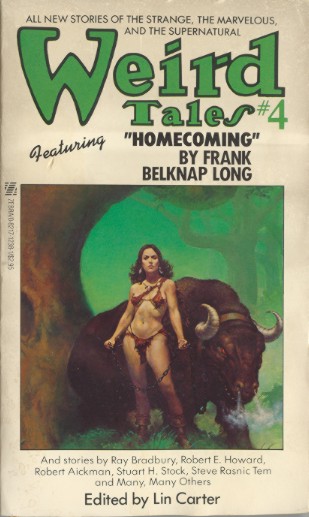 ALL NEW STORIES OF THE STRANGE, THE MARVELOUS,
AND THE SUPERNATURAL
Weird
Tales #4
Featuring
"HOMECOMING"
BY FRANK
BELKNAP LONG
And stories by Ray Bradbury, Robert E. Howard,
Robert Aickman, Stuart H. Stock, Steve Rasnic Tem
and Many, Many Others
Edited by Lin Carter